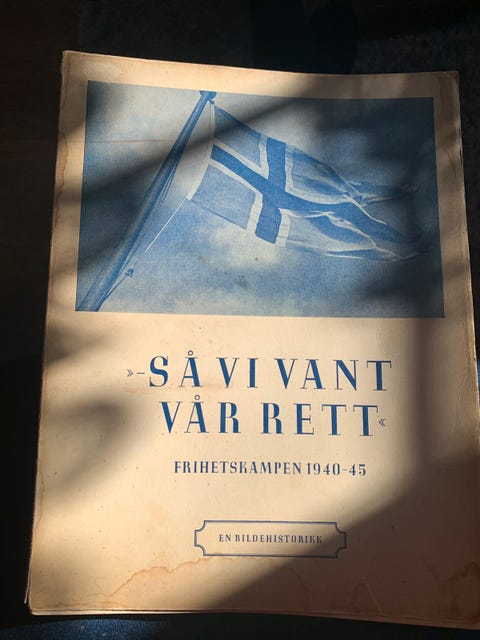 »–SÅ VI VANT
VÅR RETT«
FRIHETSKAMPEN 1940-45
EN BILDEHISTORIKK